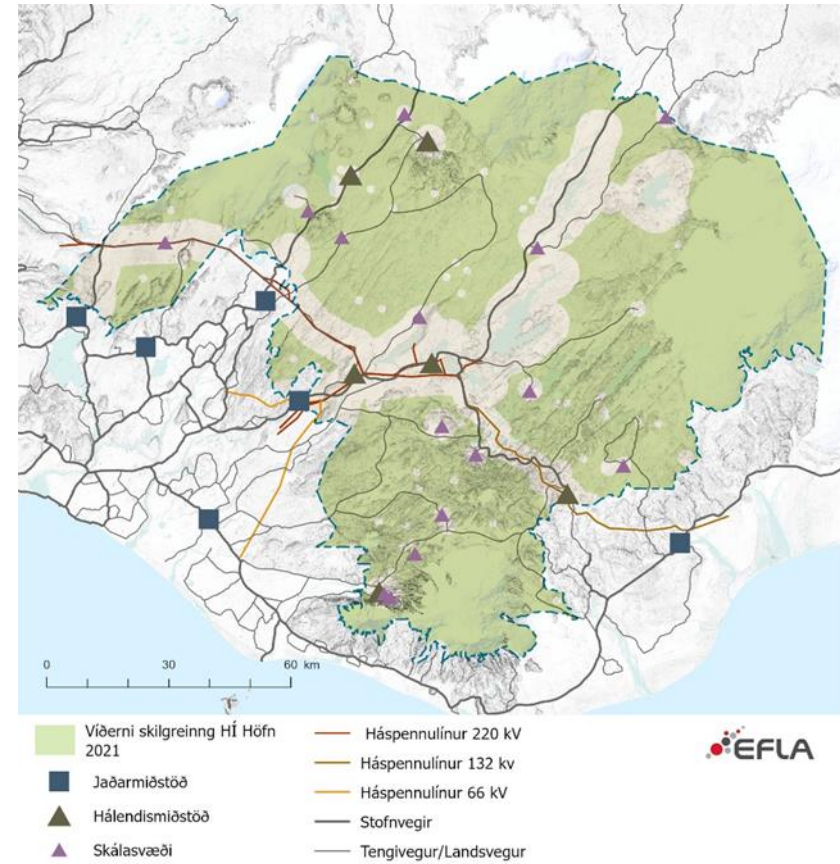 0 30 60 km
Víðerni skilgreinng HÍ Höfn
2021
Jaðarmiðstöð
Hálendismiðstöð
Skálasvæði
Háspennulínur 220 kV
Háspennulínur 132 kv
Háspennulínur 66 kV
Stofnvegir
Tengivegur/Landsvegur
EFLA